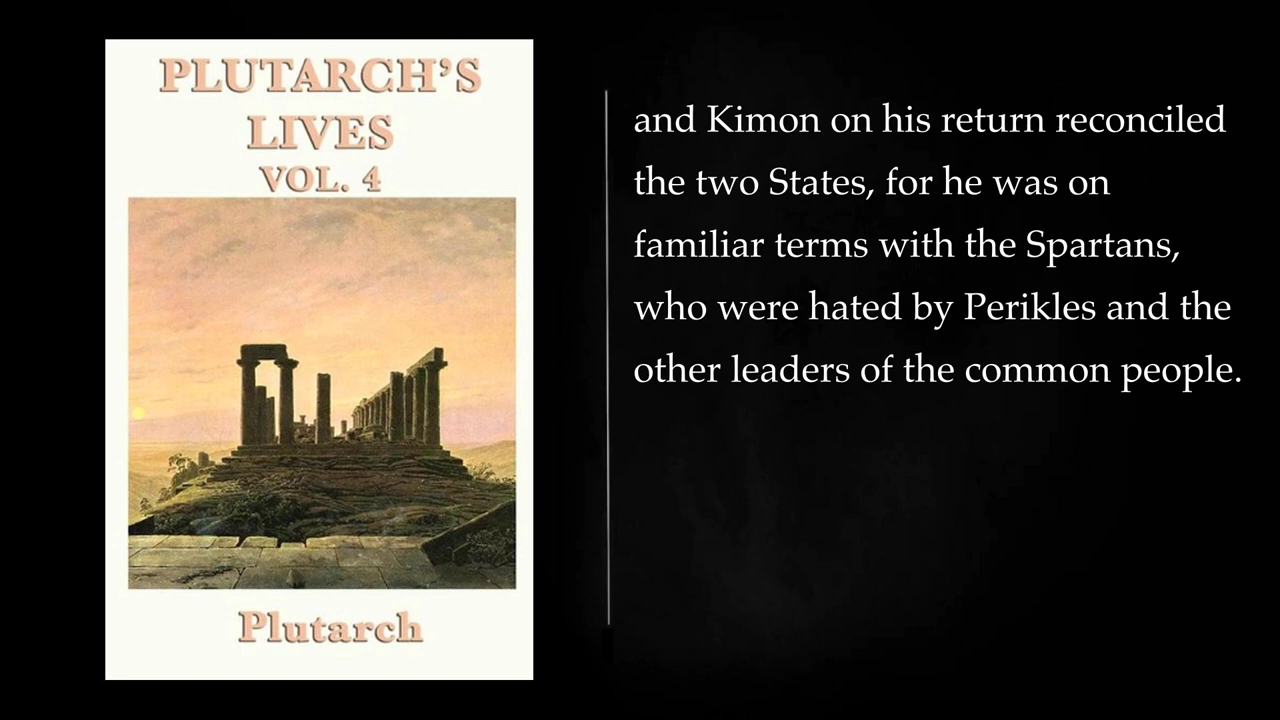 PLUTARCH'S
LIVES
VOL. 4
Plutarch
and Kimon on his return reconciled
the two States, for he was on
familiar terms with the Spartans,
who were hated by Perikles and the
other leaders of the common people.